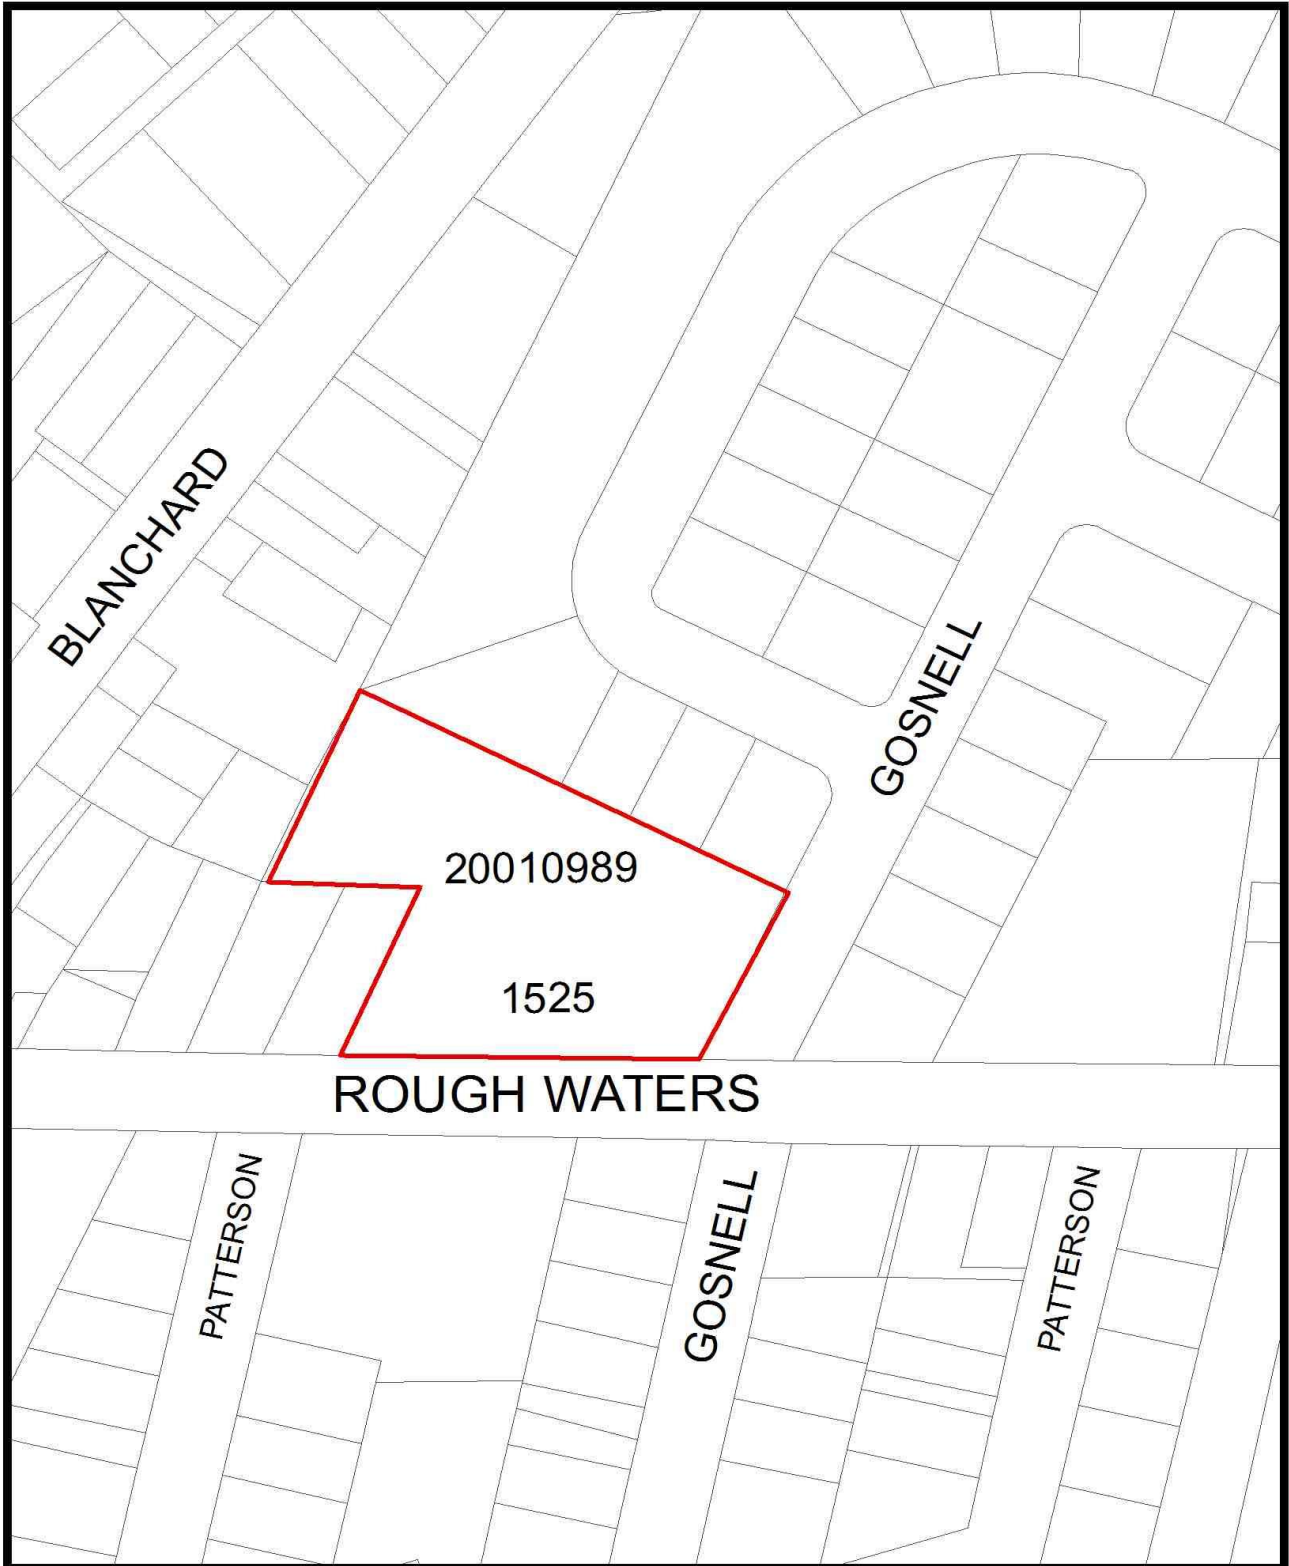 BLANCHARD
GOSNELL
20010989
1525
ROUGH WATERS
PATTERSON
GOSNELL
PATTERSON